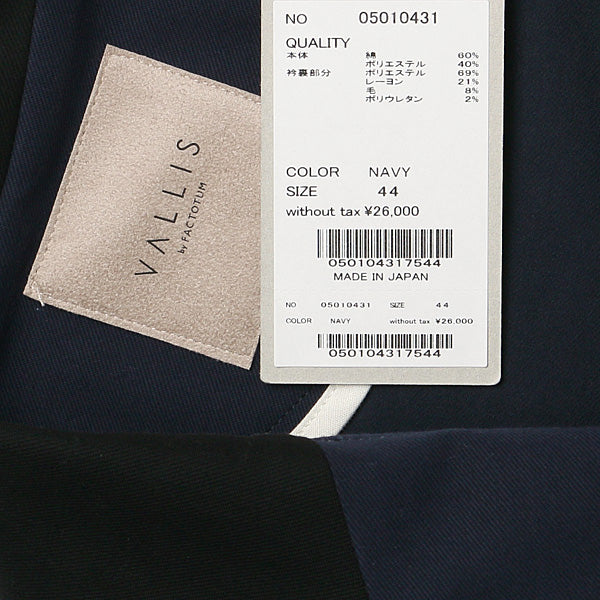 VALLIS
by FACTOTUM
NO 05010431
QUALITY
本体 綿 60%
ポリエステル 40%
衿裏部分 ポリエステル 69%
レーヨン 21%
毛 8%
ポリウレタン 2%
COLOR NAVY
SIZE 44
without tax ¥26,000
050104317544
MADE IN JAPAN
NO 05010431 SIZE 44
COLOR NAVY without tax ¥26,000
050104317544